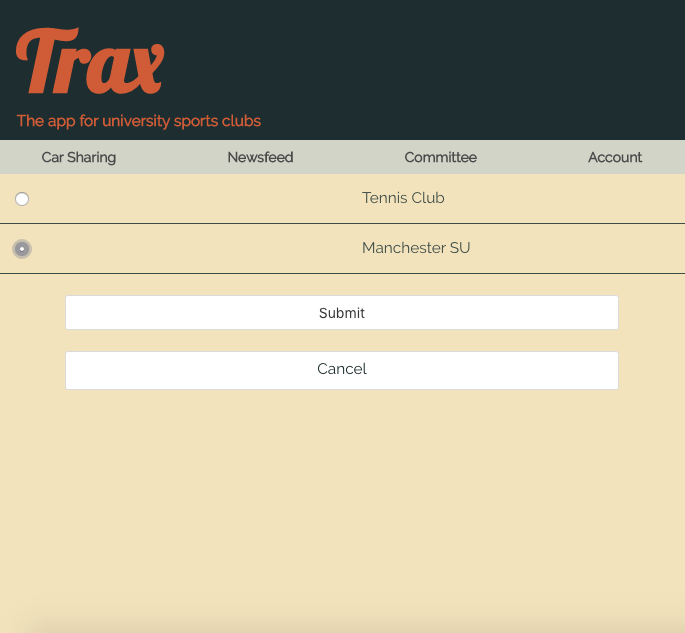 Trax
The app for university sports clubs
Car Sharing Newsfeed Committee Account
Tennis Club
Manchester SU
Submit
Cancel